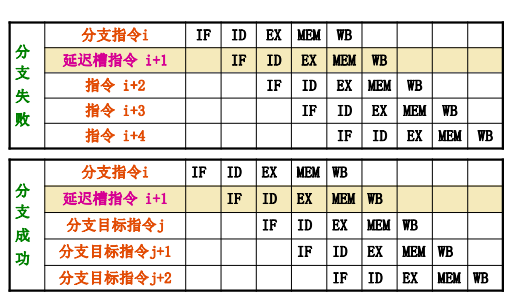 分支失败
分支指令i IF ID EX MEM WB
延迟槽指令 i+1 IF ID EX MEM WB
指令 i+2 IF ID EX MEM WB
指令 i+3 IF ID EX MEM WB
指令 i+4 IF ID EX MEM WB
分支成功
分支指令i IF ID EX MEM WB
延迟槽指令 i+1 IF ID EX MEM WB
分支目标指令j IF ID EX MEM WB
分支目标指令j+1 IF ID EX MEM WB
分支目标指令j+2 IF ID EX MEM WB